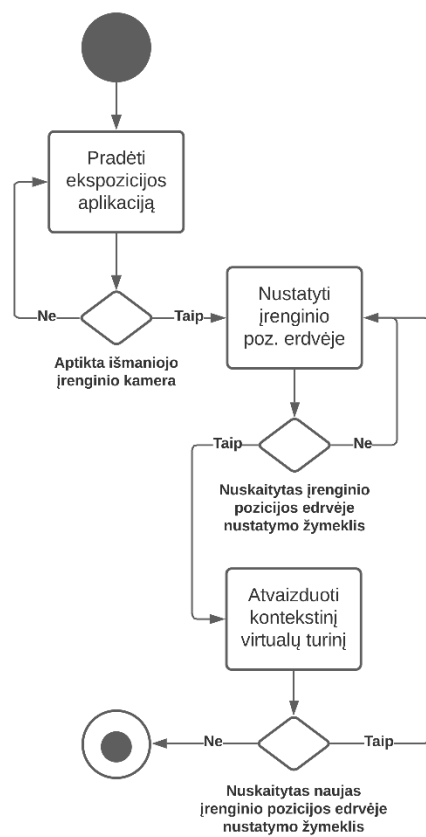 Pradėti
ekspozicijos
aplikaciją
Ne
Taip
Aptikta išmaniojo
įrenginio kamera
Nustatyti
įrenginio
poz. erdvėje
Taip
Ne
Nuskaitytas įrenginio
pozicijos edrvėje
nustatymo žymeklis
Atvaizduoti
kontekstinį
virtualų turinį
Ne
Taip
Nuskaitytas naujas
įrenginio pozicijos edrvėje
nustatymo žymeklis